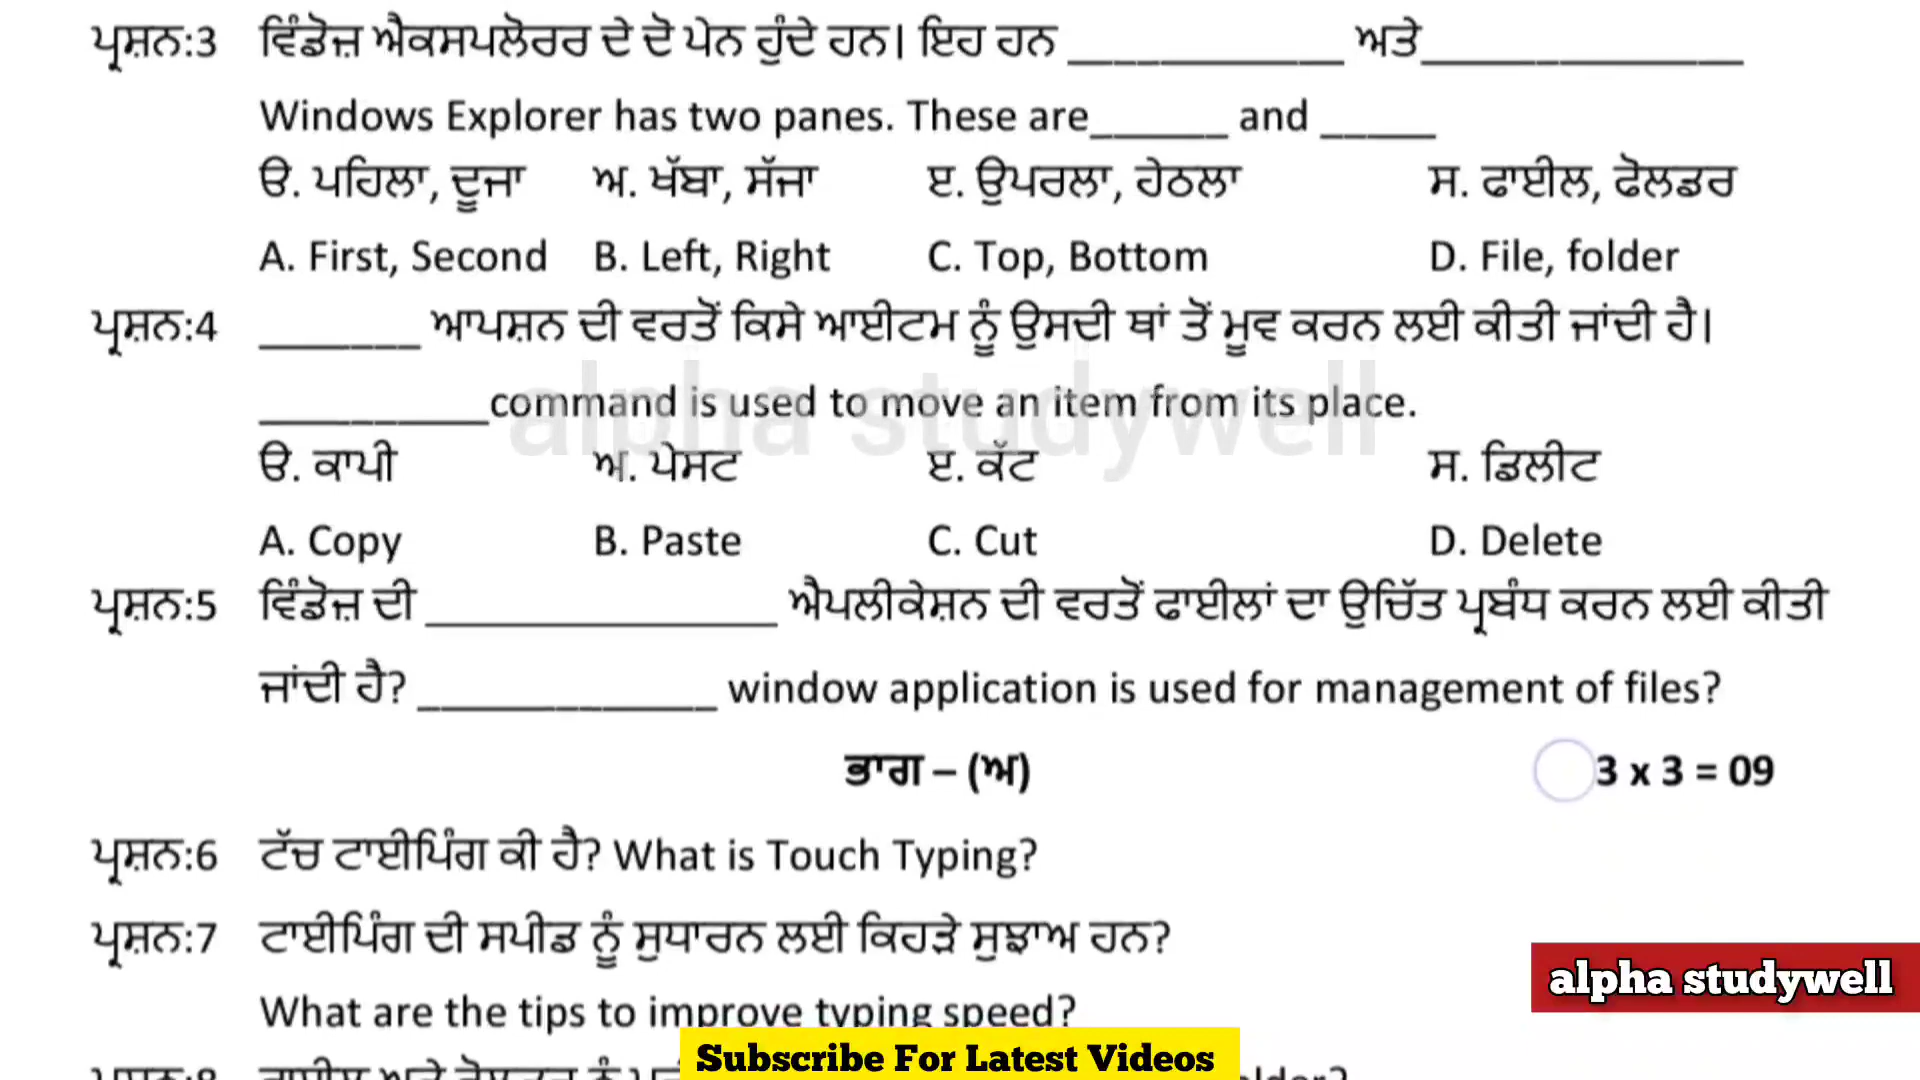 ਪ੍ਰਸ਼ਨ:3 ਵਿੰਡੋਜ਼ ਐਕਸਪਲੋਰਰ ਦੇ ਦੋ ਪੇਨ ਹੁੰਦੇ ਹਨ। ਇਹ ਹਨ ____________ ਅਤੇ______________
Windows Explorer has two panes. These are______ and _____
ੳ. ਪਹਿਲਾ, ਦੂਜਾ ਅ. ਖੱਬਾ, ਸੱਜਾ ੲ. ਉਪਰਲਾ, ਹੇਠਲਾ ਸ. ਫਾਈਲ, ਫੋਲਡਰ
A. First, Second B. Left, Right C. Top, Bottom D. File, folder
ਪ੍ਰਸ਼ਨ:4 _______ ਆਪਸ਼ਨ ਦੀ ਵਰਤੋਂ ਕਿਸੇ ਆਈਟਮ ਨੂੰ ਉਸਦੀ ਥਾਂ ਤੋਂ ਮੂਵ ਕਰਨ ਲਈ ਕੀਤੀ ਜਾਂਦੀ ਹੈ।
__________command is used to move an item from its place.
alpha studywell
ੳ. ਕਾਪੀ ਅ. ਪੇਸਟ ੲ. ਕੱਟ ਸ. ਡਿਲੀਟ
A. Copy B. Paste C. Cut D. Delete
ਪ੍ਰਸ਼ਨ:5 ਵਿੰਡੋਜ਼ ਦੀ _______________ ਐਪਲੀਕੇਸ਼ਨ ਦੀ ਵਰਤੋਂ ਫਾਈਲਾਂ ਦਾ ਉਚਿੱਤ ਪ੍ਰਬੰਧ ਕਰਨ ਲਈ ਕੀਤੀ
ਜਾਂਦੀ ਹੈ? _____________ window application is used for management of files?
ਭਾਗ – (ਅ) 3 x 3 = 09
ਪ੍ਰਸ਼ਨ:6 ਟੱਚ ਟਾਈਪਿੰਗ ਕੀ ਹੈ? What is Touch Typing?
ਪ੍ਰਸ਼ਨ:7 ਟਾਈਪਿੰਗ ਦੀ ਸਪੀਡ ਨੂੰ ਸੁਧਾਰਨ ਲਈ ਕਿਹੜੇ ਸੁਝਾਅ ਹਨ?
alpha studywell
What are the tips to improve typing speed?
Subscribe For Latest Videos